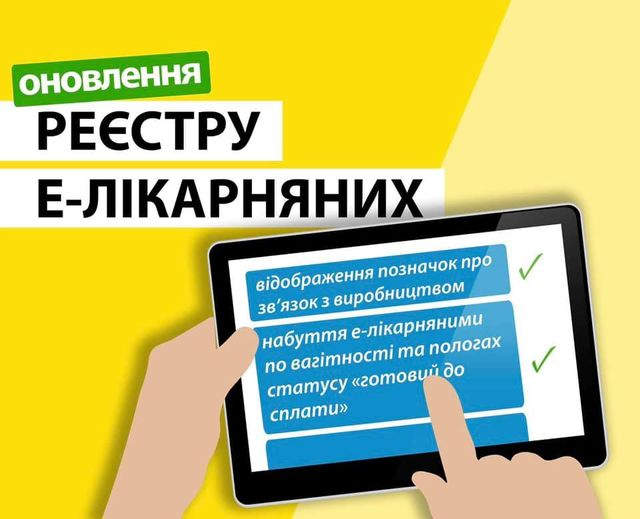 оновлення
РЕЄСТРУ
Е-ЛІКАРНЯНИХ
відображення позначок про
зв’язок з виробництвом
набуття е-лікарняними
по вагітності та пологах
статусу «готовий до
сплати»